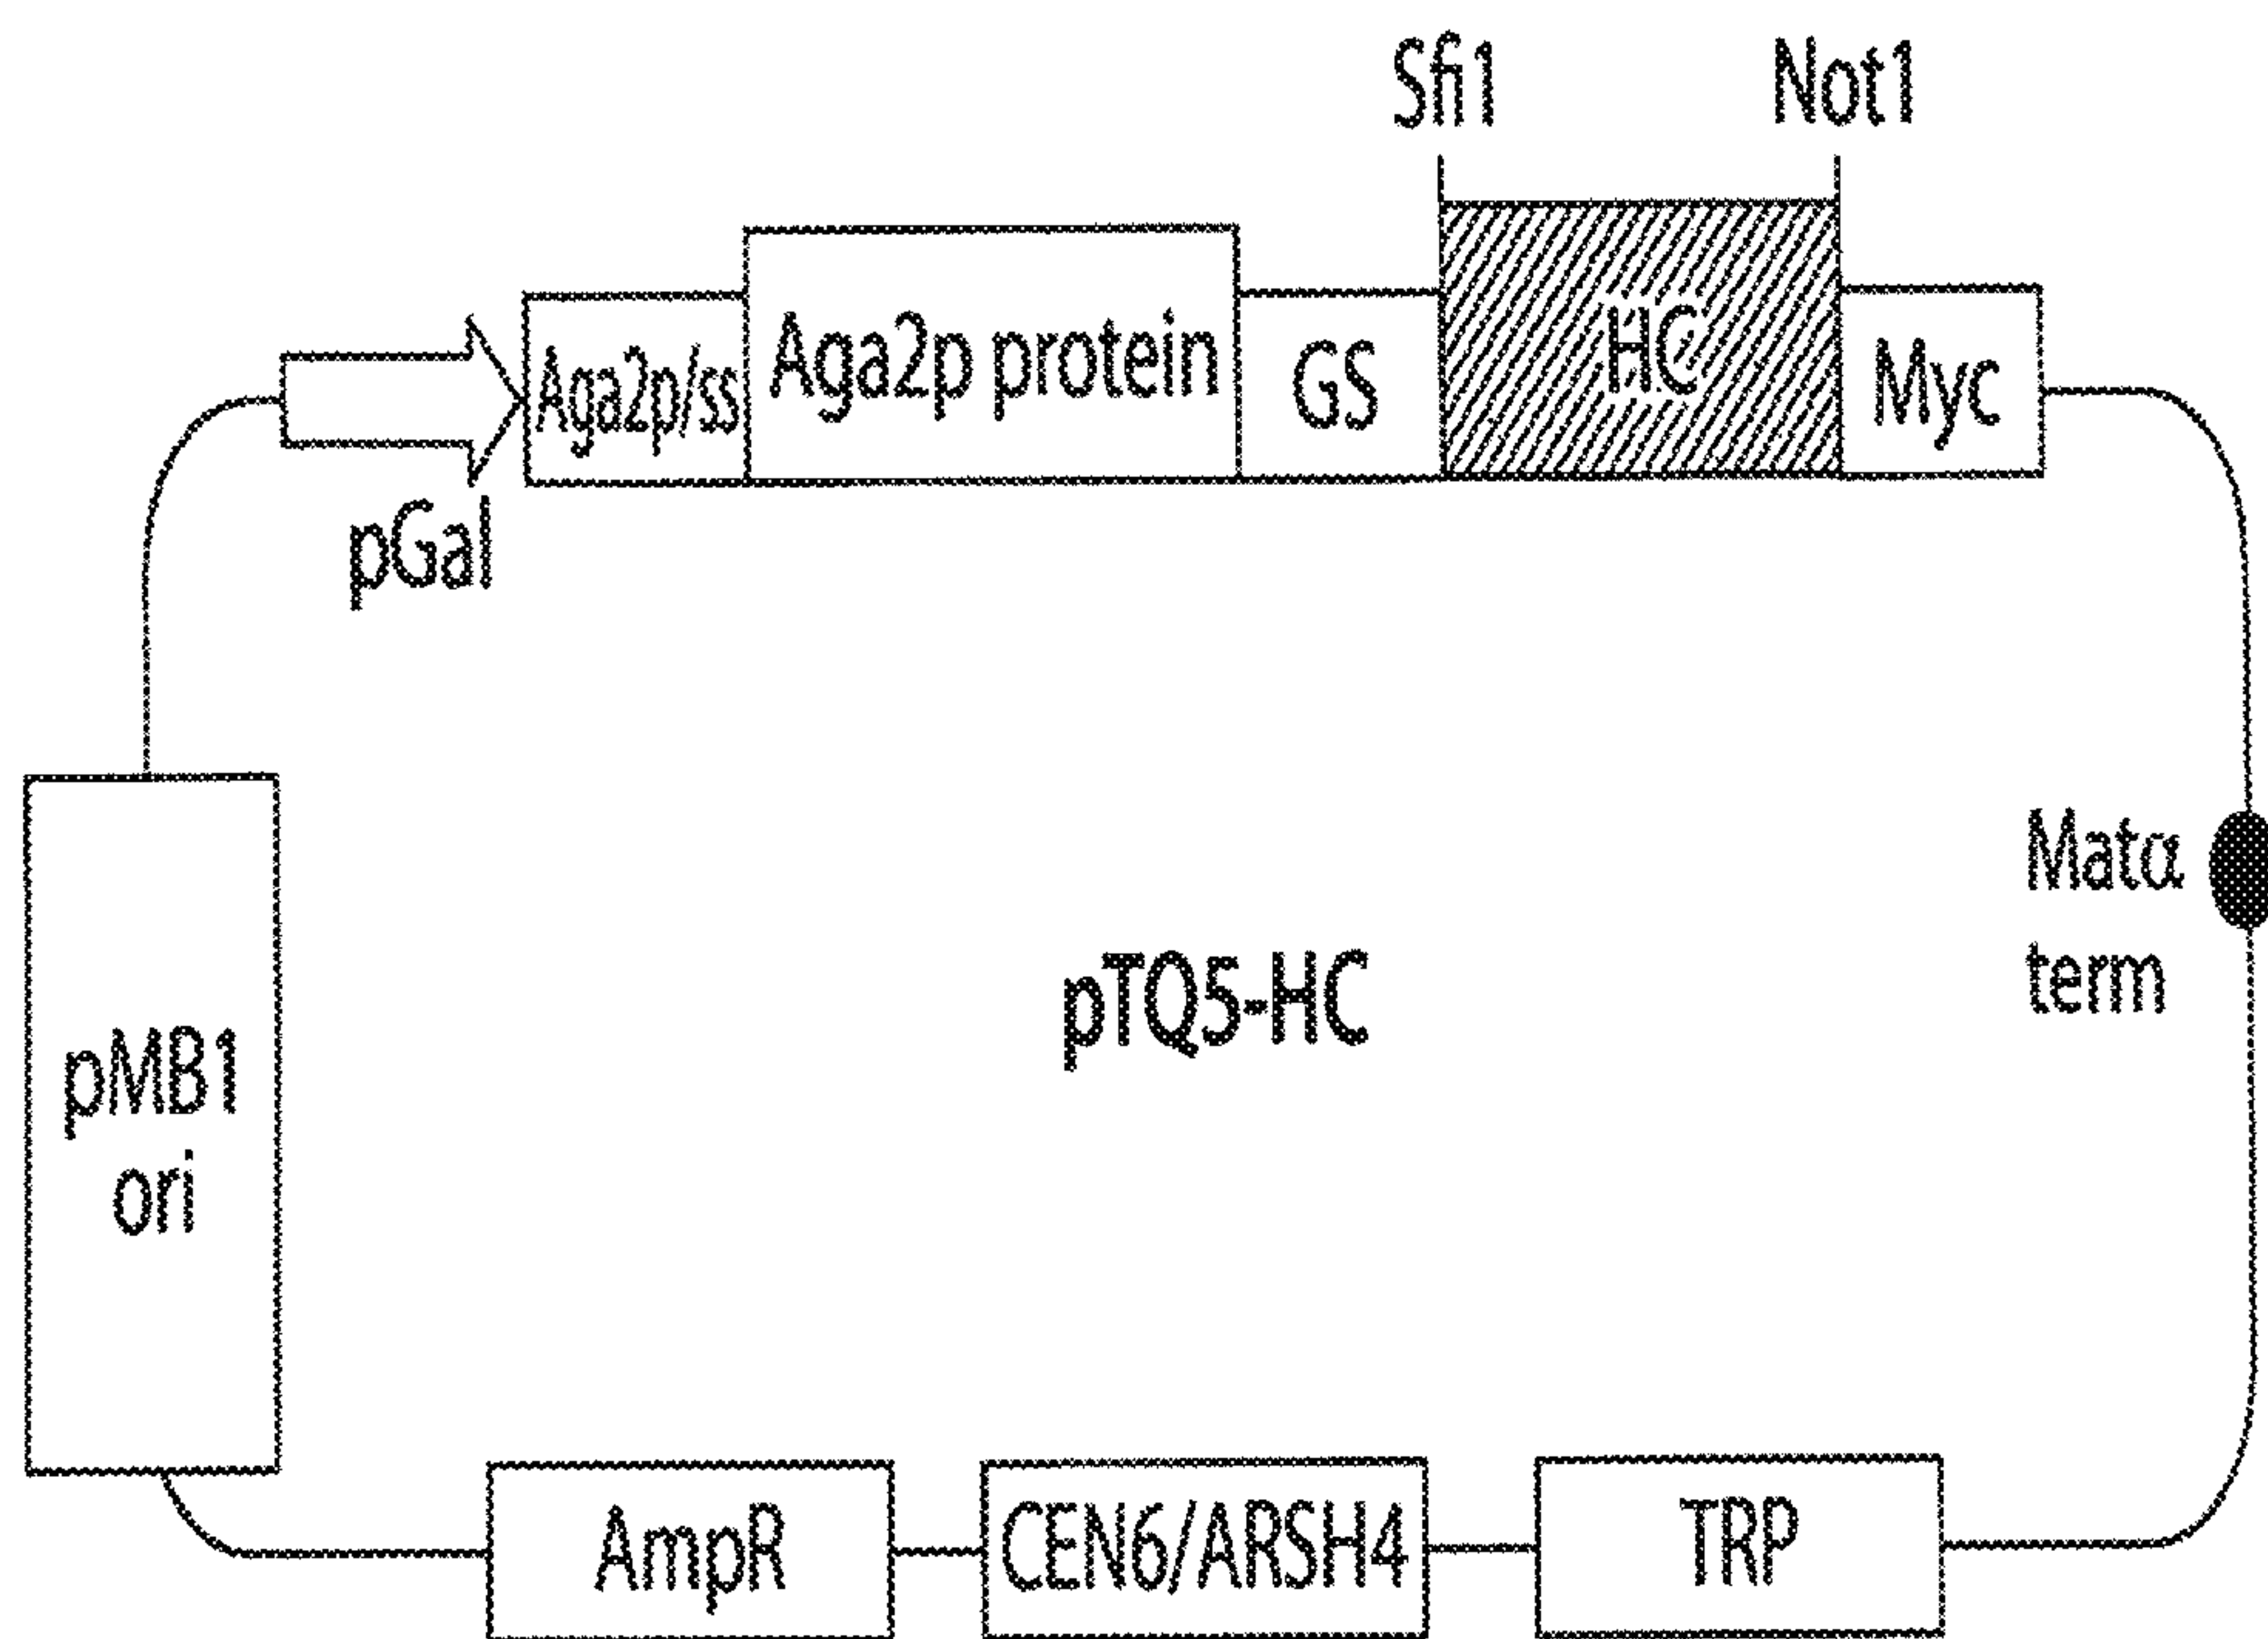 Sfi1
Not1
Aga2p/ss
Aga2p protein
GS
HC
Myc
pGal
Matα
term
pTQ5-HC
pMB1
ori
AmpR
CEN6/ARSH4
TRP